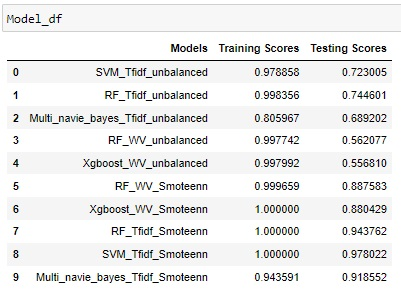 Model_df
Models Training Scores Testing Scores
0 SVM_Tfidf_unbalanced 0.978858 0.723005
1 RF_Tfidf_unbalanced 0.998356 0.744601
2 Multi_navie_bayes_Tfidf_unbalanced 0.805967 0.689202
3 RF_WV_unbalanced 0.997742 0.562077
4 Xgboost_WV_unbalanced 0.997992 0.556810
5 RF_WV_Smoteenn 0.999659 0.887583
6 Xgboost_WV_Smoteenn 1.000000 0.880429
7 RF_Tfidf_Smoteenn 1.000000 0.943762
8 SVM_Tfidf_Smoteenn 1.000000 0.978022
9 Multi_navie_bayes_Tfidf_Smoteenn 0.943591 0.918552